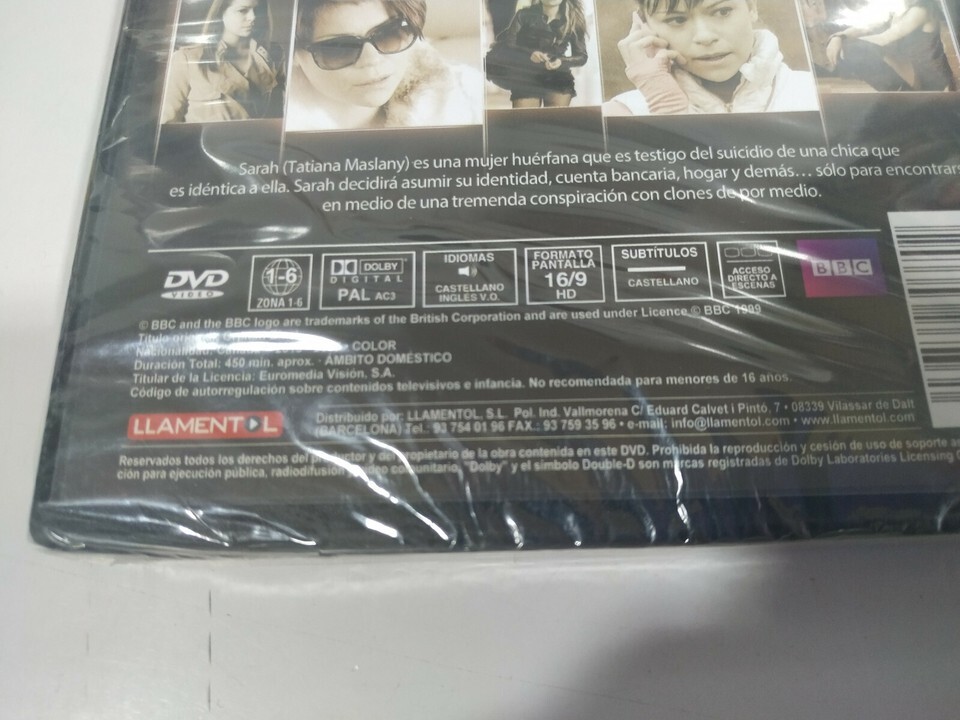 Sarah (Tatiana Maslany) es una mujer huérfana que es testigo del suicidio de una chica que
es idéntica a ella. Sarah decidirá asumir su identidad, cuenta bancaria, hogar y demás... sólo para encontrars
en medio de una tremenda conspiración con clones de por medio.
DVD
VIDEO
1-6
ZONA 1-6
DOLBY
DIGITAL
PAL AC3
IDIOMAS
CASTELLANO
INGLES V.O.
FORMATO
PANTALLA
16/9
HD
SUBTÍTULOS
CASTELLANO
ACCESO
DIRECTO A
ESCENAS
BBC
© BBC and the BBC logo are trademarks of the British Corporation and are used under Licence © BBC 1999
Título
Nacionalidad: COLOR
Duración Total: 450 min. aprox. · ÁMBITO DOMÉSTICO
Titular de la Licencia: Euromedia Visión, S.A.
Código de autorregulación sobre contenidos televisivos e infancia. No recomendada para menores de 16 años.
LLAMENTOL
Distribuido por: LLAMENTOL, S.L. Pol. Ind. Vallmorena C/ Eduard Calvet i Pintó, 7 • 08339 Vilassar de Dalt
(BARCELONA) Tel. 93 754 01 96 FAX.: 93 759 35 96 • e-mail: info@llamentol.com • www.llamentol.com
Reservados todos los derechos del productor y del propietario de la obra contenida en este DVD. Prohibida la reproducción y cesión de uso de soporte
ción para ejecución pública, radiodifusión o video comunitario. "Dolby" y el símbolo Double-D son marcas registradas de Dolby Laboratories Licensing